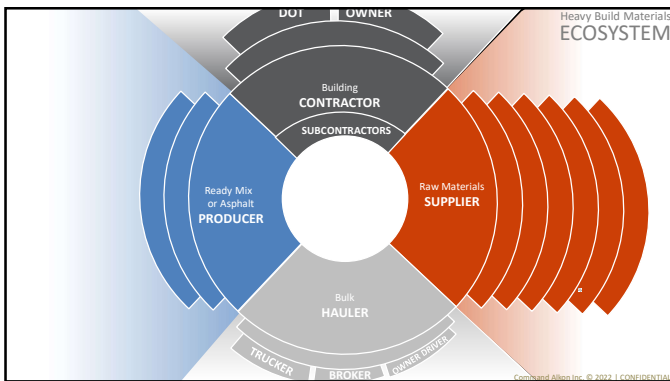 Heavy Build Materials
ECOSYSTEM
DOT
OWNER
Building
CONTRACTOR
SUBCONTRACTORS
Ready Mix
or Asphalt
PRODUCER
Raw Materials
SUPPLIER
Bulk
HAULER
TRUCKER
BROKER
OWNER DRIVER
Command Alkon Inc. © 2022 | CONFIDENTIAL